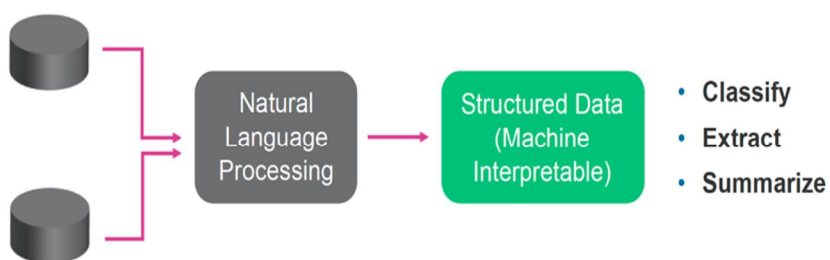 Natural
Language
Processing
Structured Data
(Machine
Interpretable)
• Classify
• Extract
• Summarize